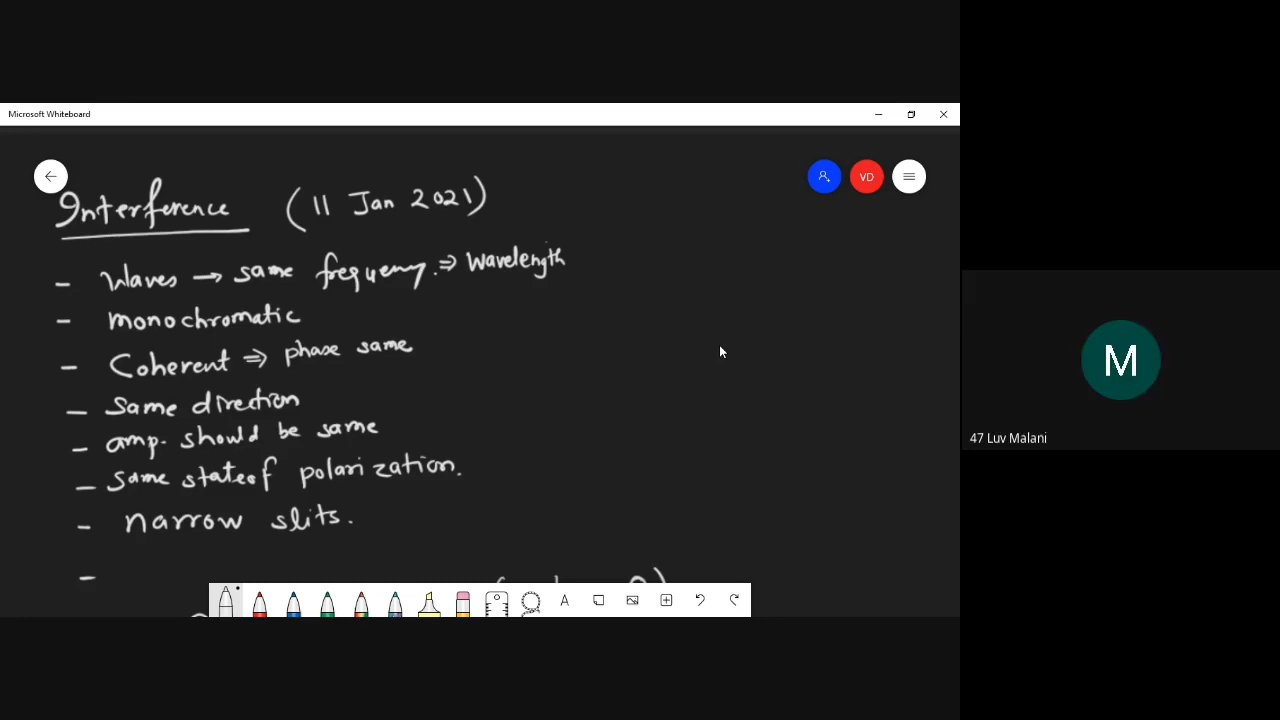 Microsoft Whiteboard
VD
Interference (11 Jan 2021)
- Waves → same frequency. ⇒ Wavelength
- monochromatic
- Coherent ⇒ phase same
- Same direction
- amp. should be same
- Same state of polarization.
- narrow slits.
-
A
M
47 Luv Malani